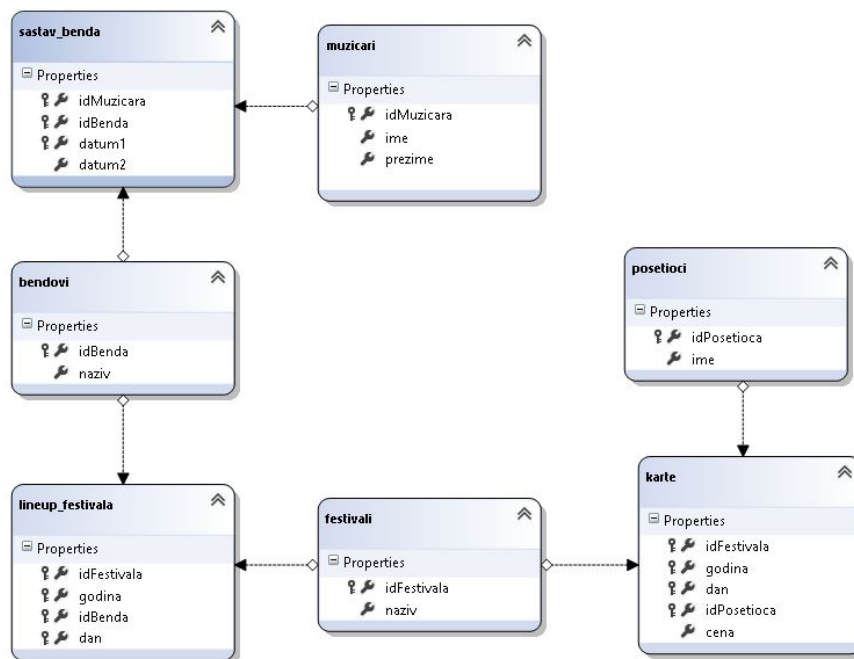 sastav_benda
Properties
idMuzicara
idBenda
datum1
datum2
muzicari
Properties
idMuzicara
ime
prezime
bendovi
Properties
idBenda
naziv
posetioci
Properties
idPosetioca
ime
lineup_festivala
Properties
idFestivala
godina
idBenda
dan
festivali
Properties
idFestivala
naziv
karte
Properties
idFestivala
godina
dan
idPosetioca
cena